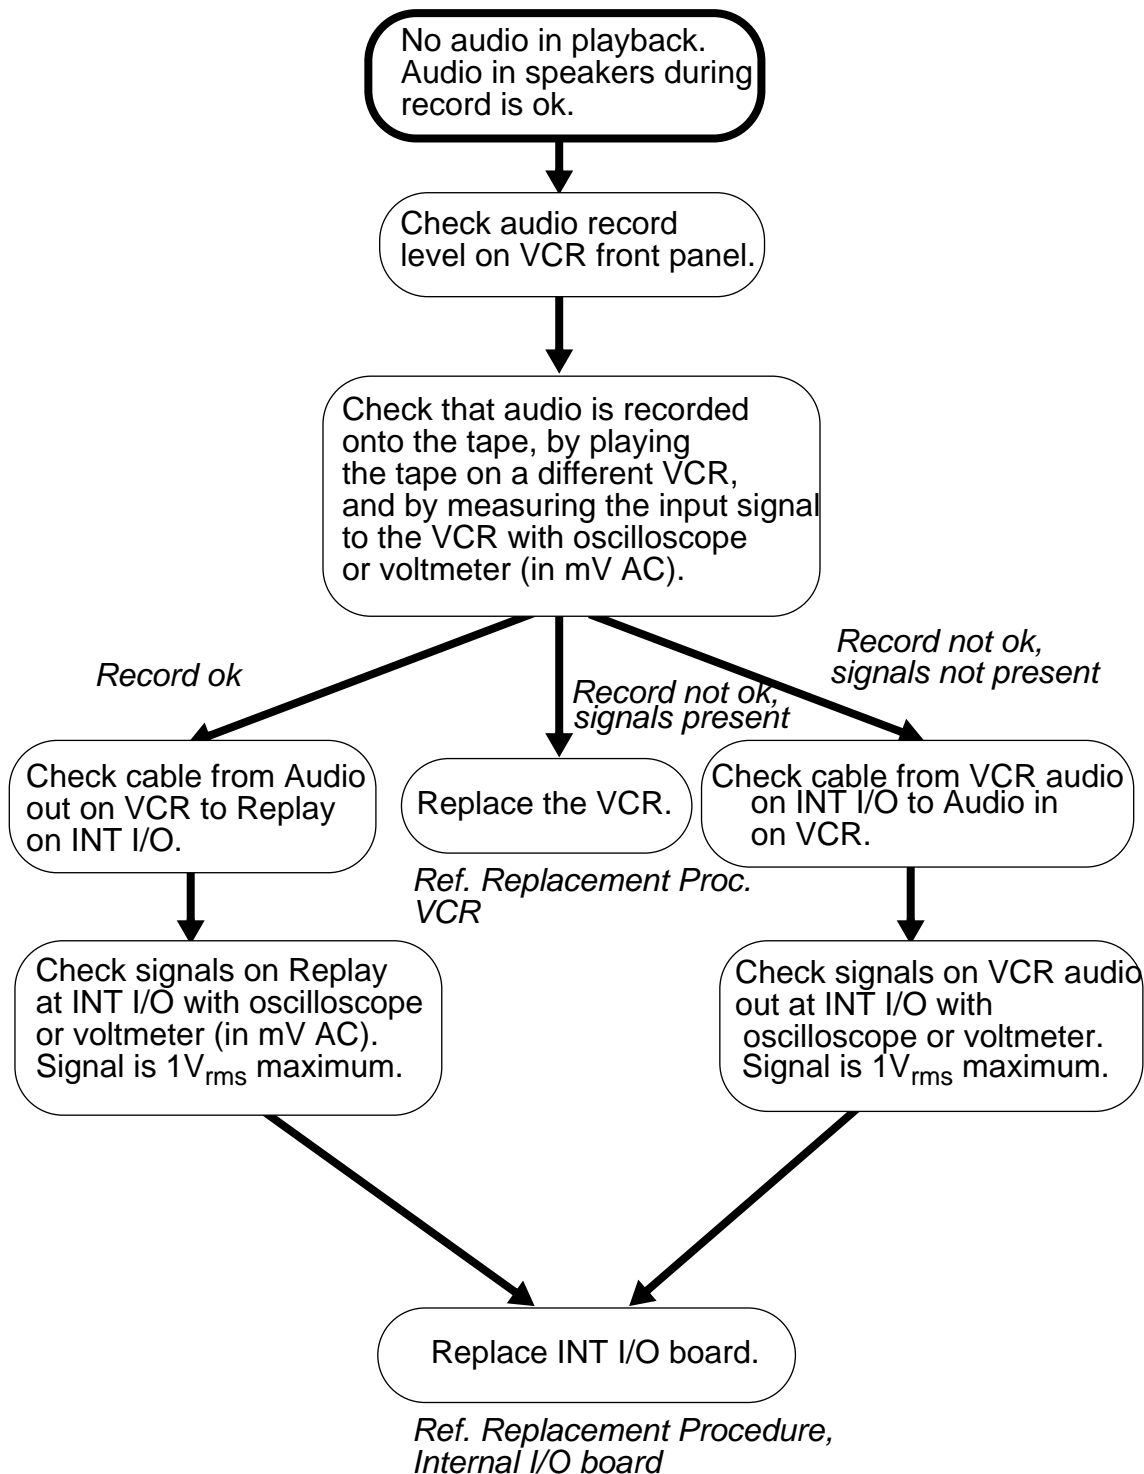 No audio in playback.
Audio in speakers during
record is ok.
Check audio record
level on VCR front panel.
Check that audio is recorded
onto the tape, by playing
the tape on a different VCR,
and by measuring the input signal
to the VCR with oscilloscope
or voltmeter (in mV AC).
Record ok
Record not ok,
signals present
Record not ok,
signals not present
Check cable from Audio
out on VCR to Replay
on INT I/O.
Replace the VCR.
Ref. Replacement Proc.
VCR
Check cable from VCR audio
on INT I/O to Audio in
on VCR.
Check signals on Replay
at INT I/O with oscilloscope
or voltmeter (in mV AC).
Signal is 1Vrms maximum.
Check signals on VCR audio
out at INT I/O with
oscilloscope or voltmeter.
Signal is 1Vrms maximum.
Replace INT I/O board.
Ref. Replacement Procedure,
Internal I/O board